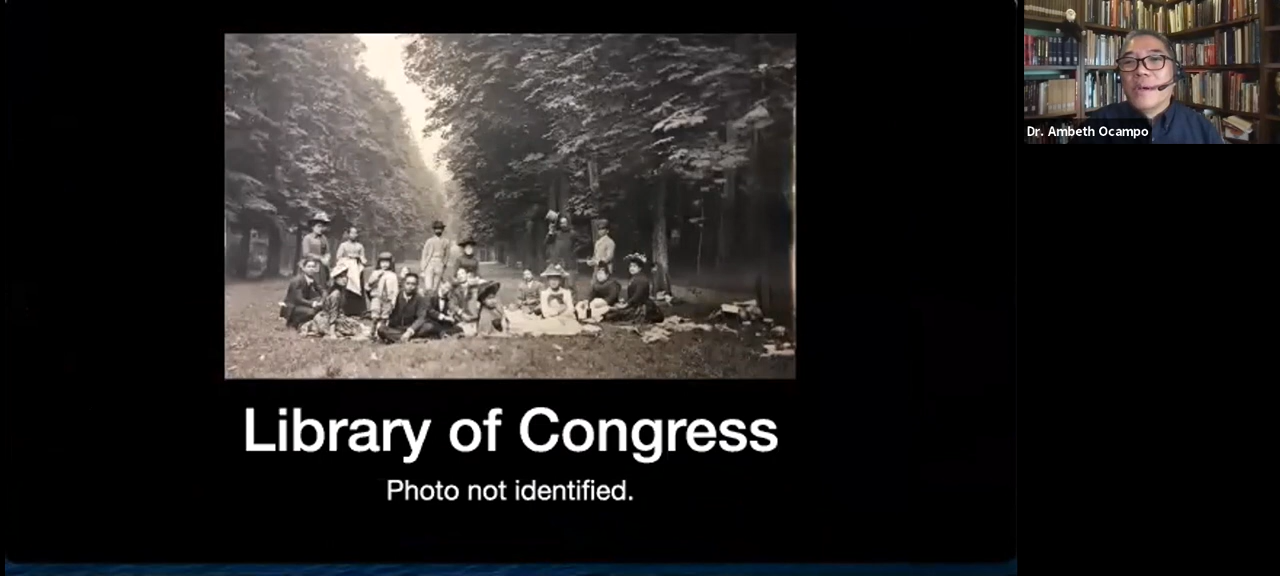 Library of Congress
Photo not identified.
Dr. Ambeth Ocampo